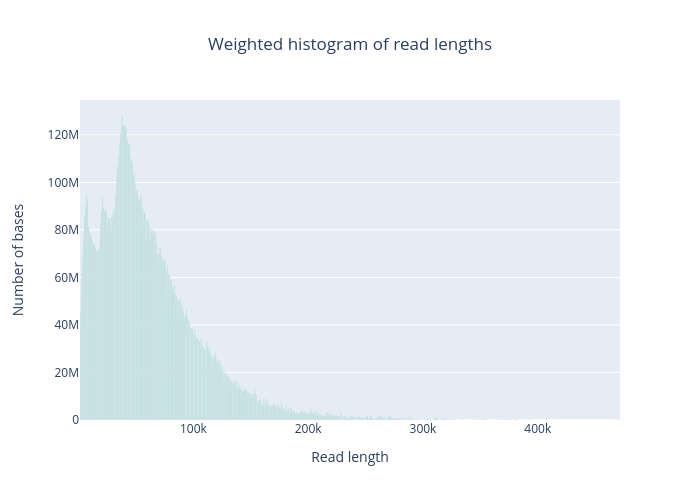 Weighted histogram of read lengths
120M
100M
80M
60M
40M
20M
0
100k
200k
300k
400k
Number of bases
Read length